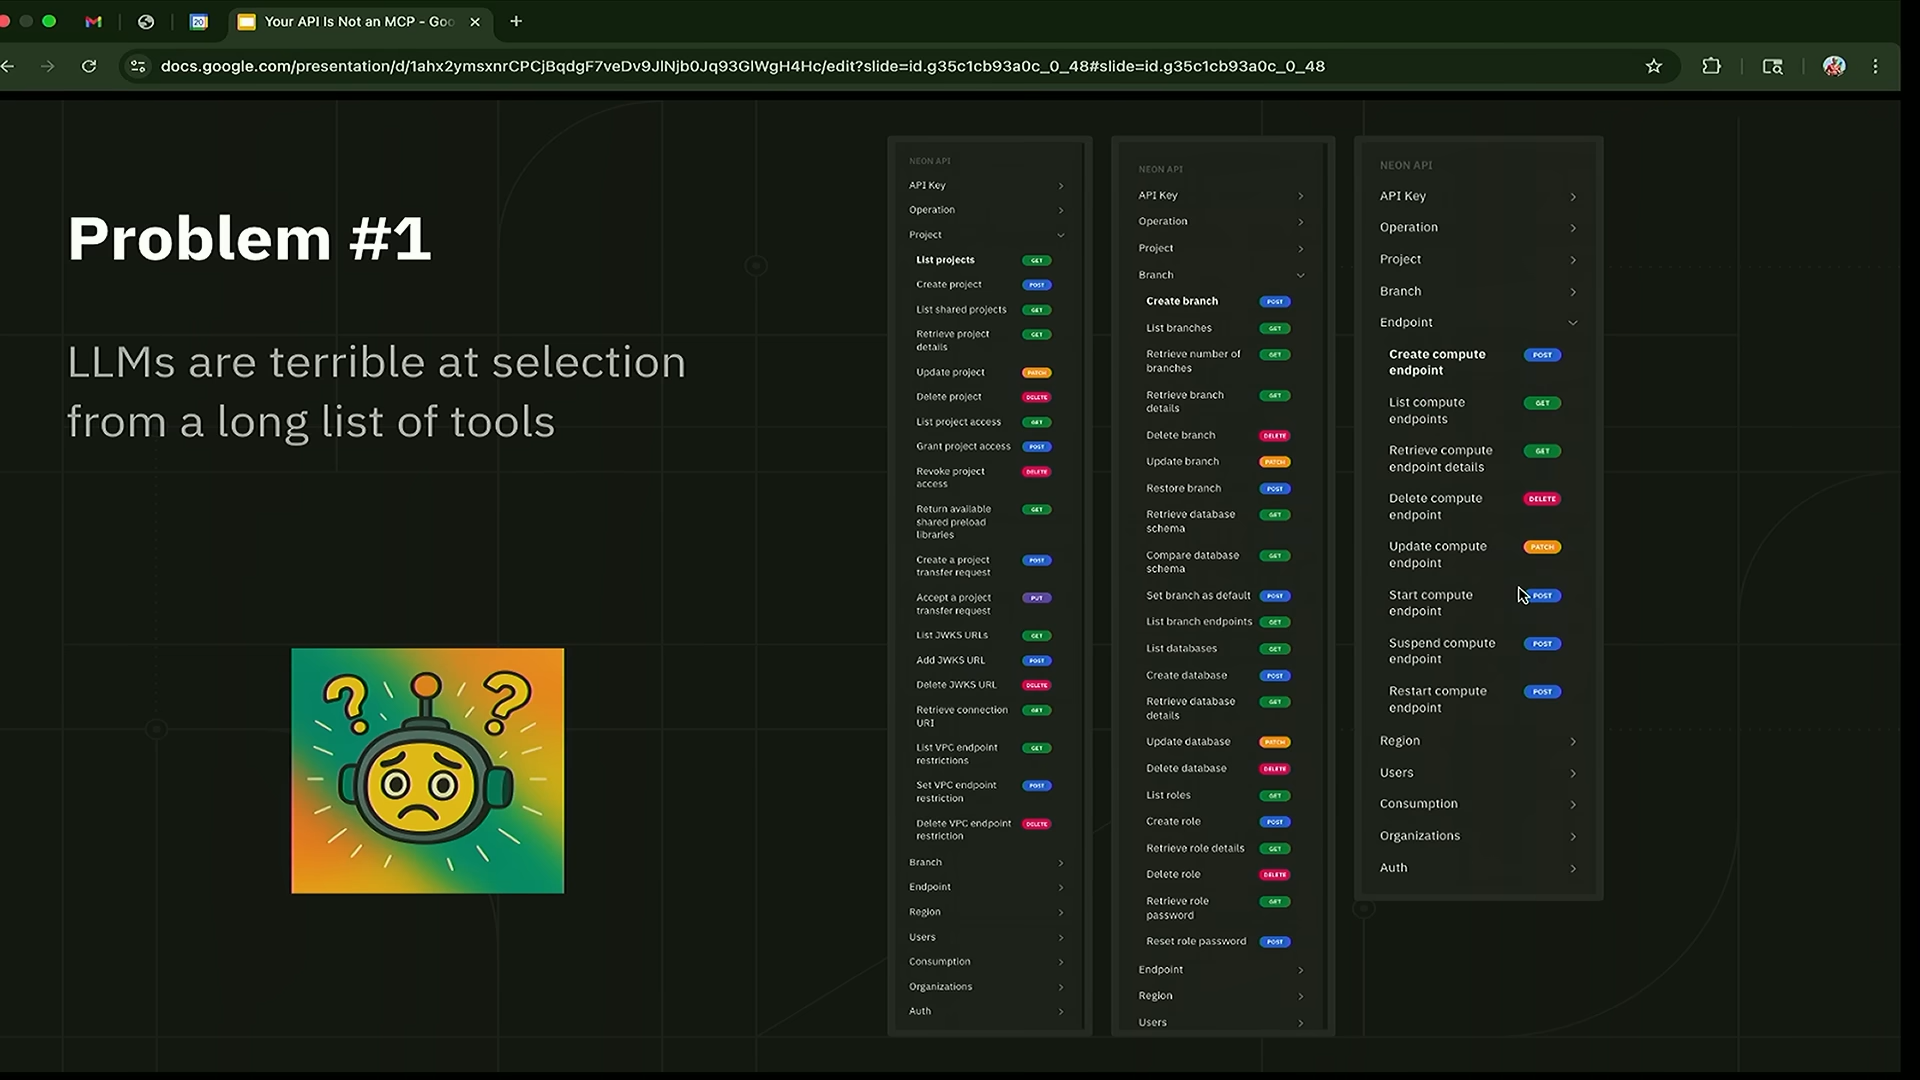 20
Your API Is Not an MCP - Goo
docs.google.com/presentation/d/1ahx2ymsxnrCPCjBqdgF7veDv9JlNjb0Jq93GlWgH4Hc/edit?slide=id.g35c1cb93a0c_0_48#slide=id.g35c1cb93a0c_0_48
Problem #1
LLMs are terrible at selection
from a long list of tools
? ?
NEON API
API Key
Operation
Project
List projects GET
Create project POST
List shared projects GET
Retrieve project GET
details
Update project PATCH
Delete project DELETE
List project access GET
Grant project access POST
Revoke project DELETE
access
Return available GET
shared preload
libraries
Create a project POST
transfer request
Accept a project PUT
transfer request
List JWKS URLs GET
Add JWKS URL POST
Delete JWKS URL DELETE
Retrieve connection GET
URI
List VPC endpoint GET
restrictions
Set VPC endpoint POST
restriction
Delete VPC endpoint DELETE
restriction
Branch
Endpoint
Region
Users
Consumption
Organizations
Auth
NEON API
API Key
Operation
Project
Branch
Create branch POST
List branches GET
Retrieve number of GET
branches
Retrieve branch GET
details
Delete branch DELETE
Update branch PATCH
Restore branch POST
Retrieve database GET
schema
Compare database GET
schema
Set branch as default POST
List branch endpoints GET
List databases GET
Create database POST
Retrieve database GET
details
Update database PATCH
Delete database DELETE
List roles GET
Create role POST
Retrieve role details GET
Delete role DELETE
Retrieve role GET
password
Reset role password POST
Endpoint
Region
Users
NEON API
API Key
Operation
Project
Branch
Endpoint
Create compute POST
endpoint
List compute GET
endpoints
Retrieve compute GET
endpoint details
Delete compute DELETE
endpoint
Update compute PATCH
endpoint
Start compute POST
endpoint
Suspend compute POST
endpoint
Restart compute POST
endpoint
Region
Users
Consumption
Organizations
Auth